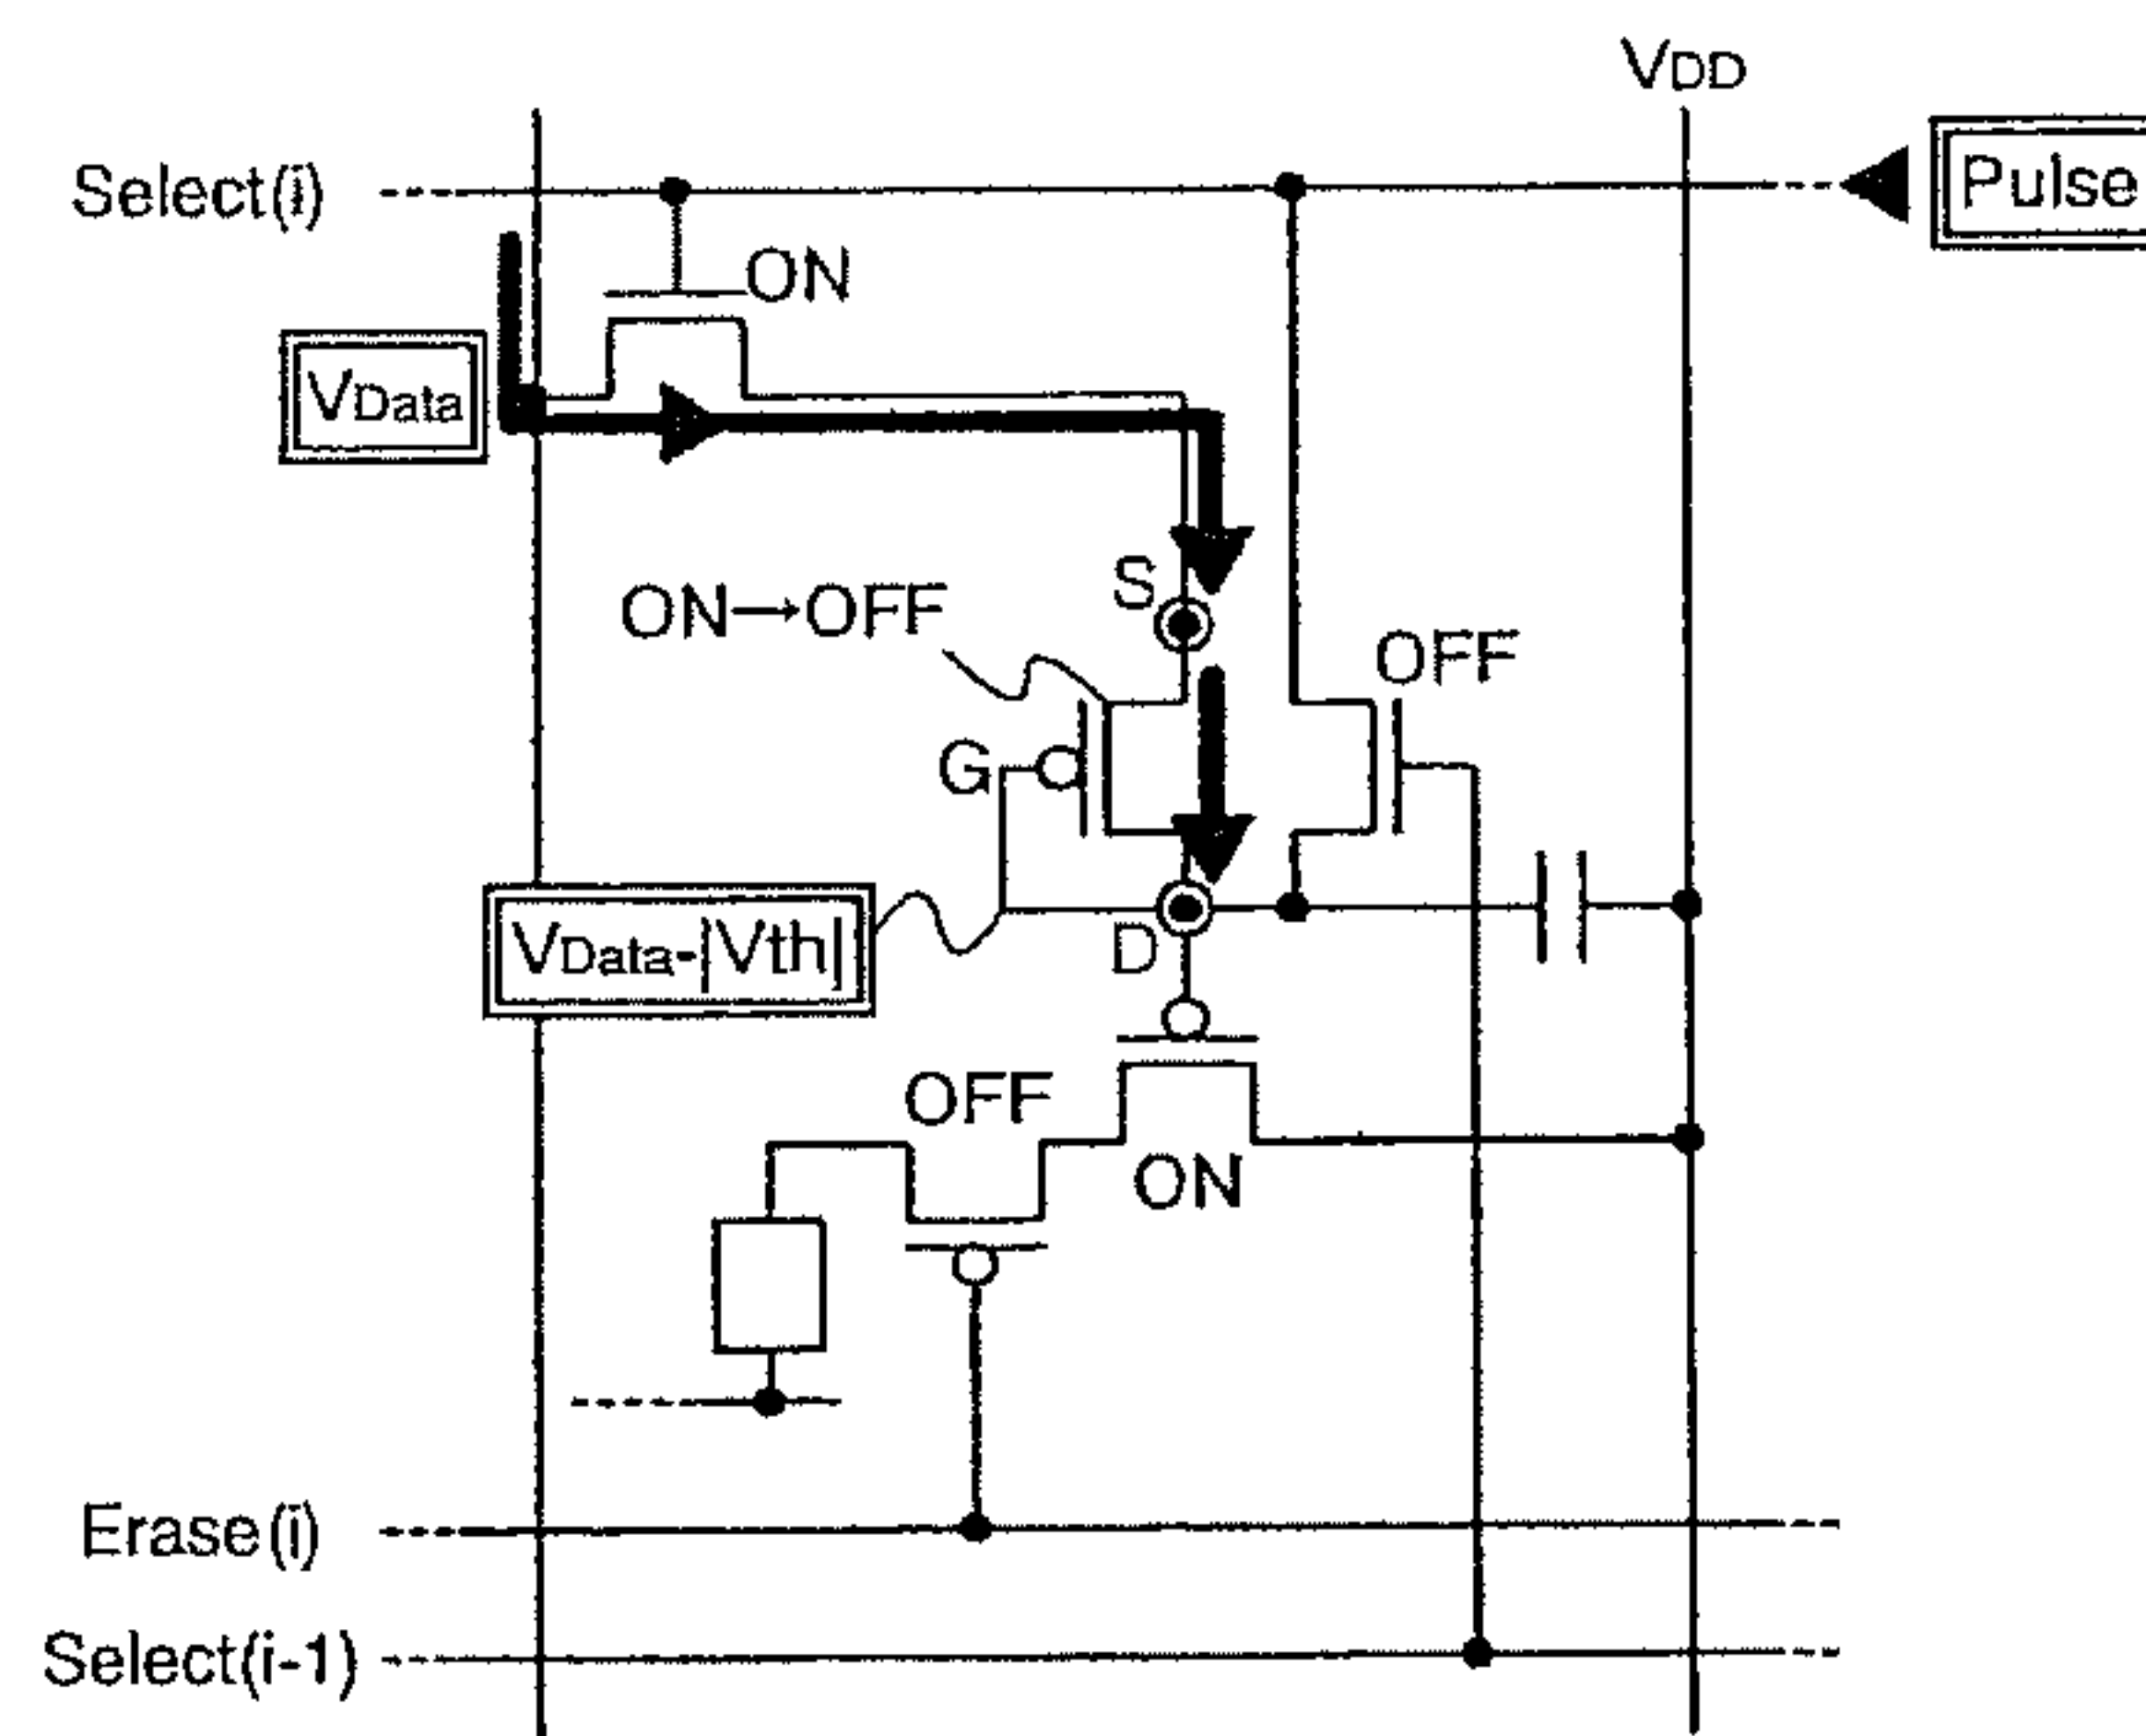 VDD
Select(i)
Pulse
ON
VData
S
ON→OFF
OFF
G
VData-|Vth|
D
OFF
ON
Erase(i)
Select(i-1)